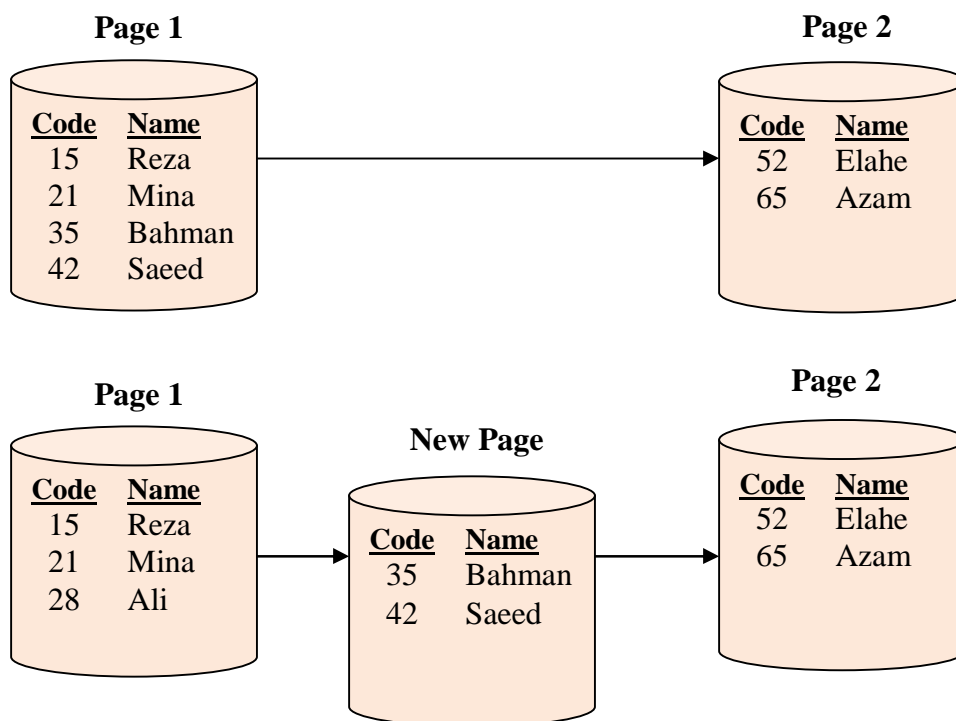 Page 1
Code Name
15 Reza
21 Mina
35 Bahman
42 Saeed
Page 2
Code Name
52 Elahe
65 Azam
Page 1
Code Name
15 Reza
21 Mina
28 Ali
New Page
Code Name
35 Bahman
42 Saeed
Page 2
Code Name
52 Elahe
65 Azam